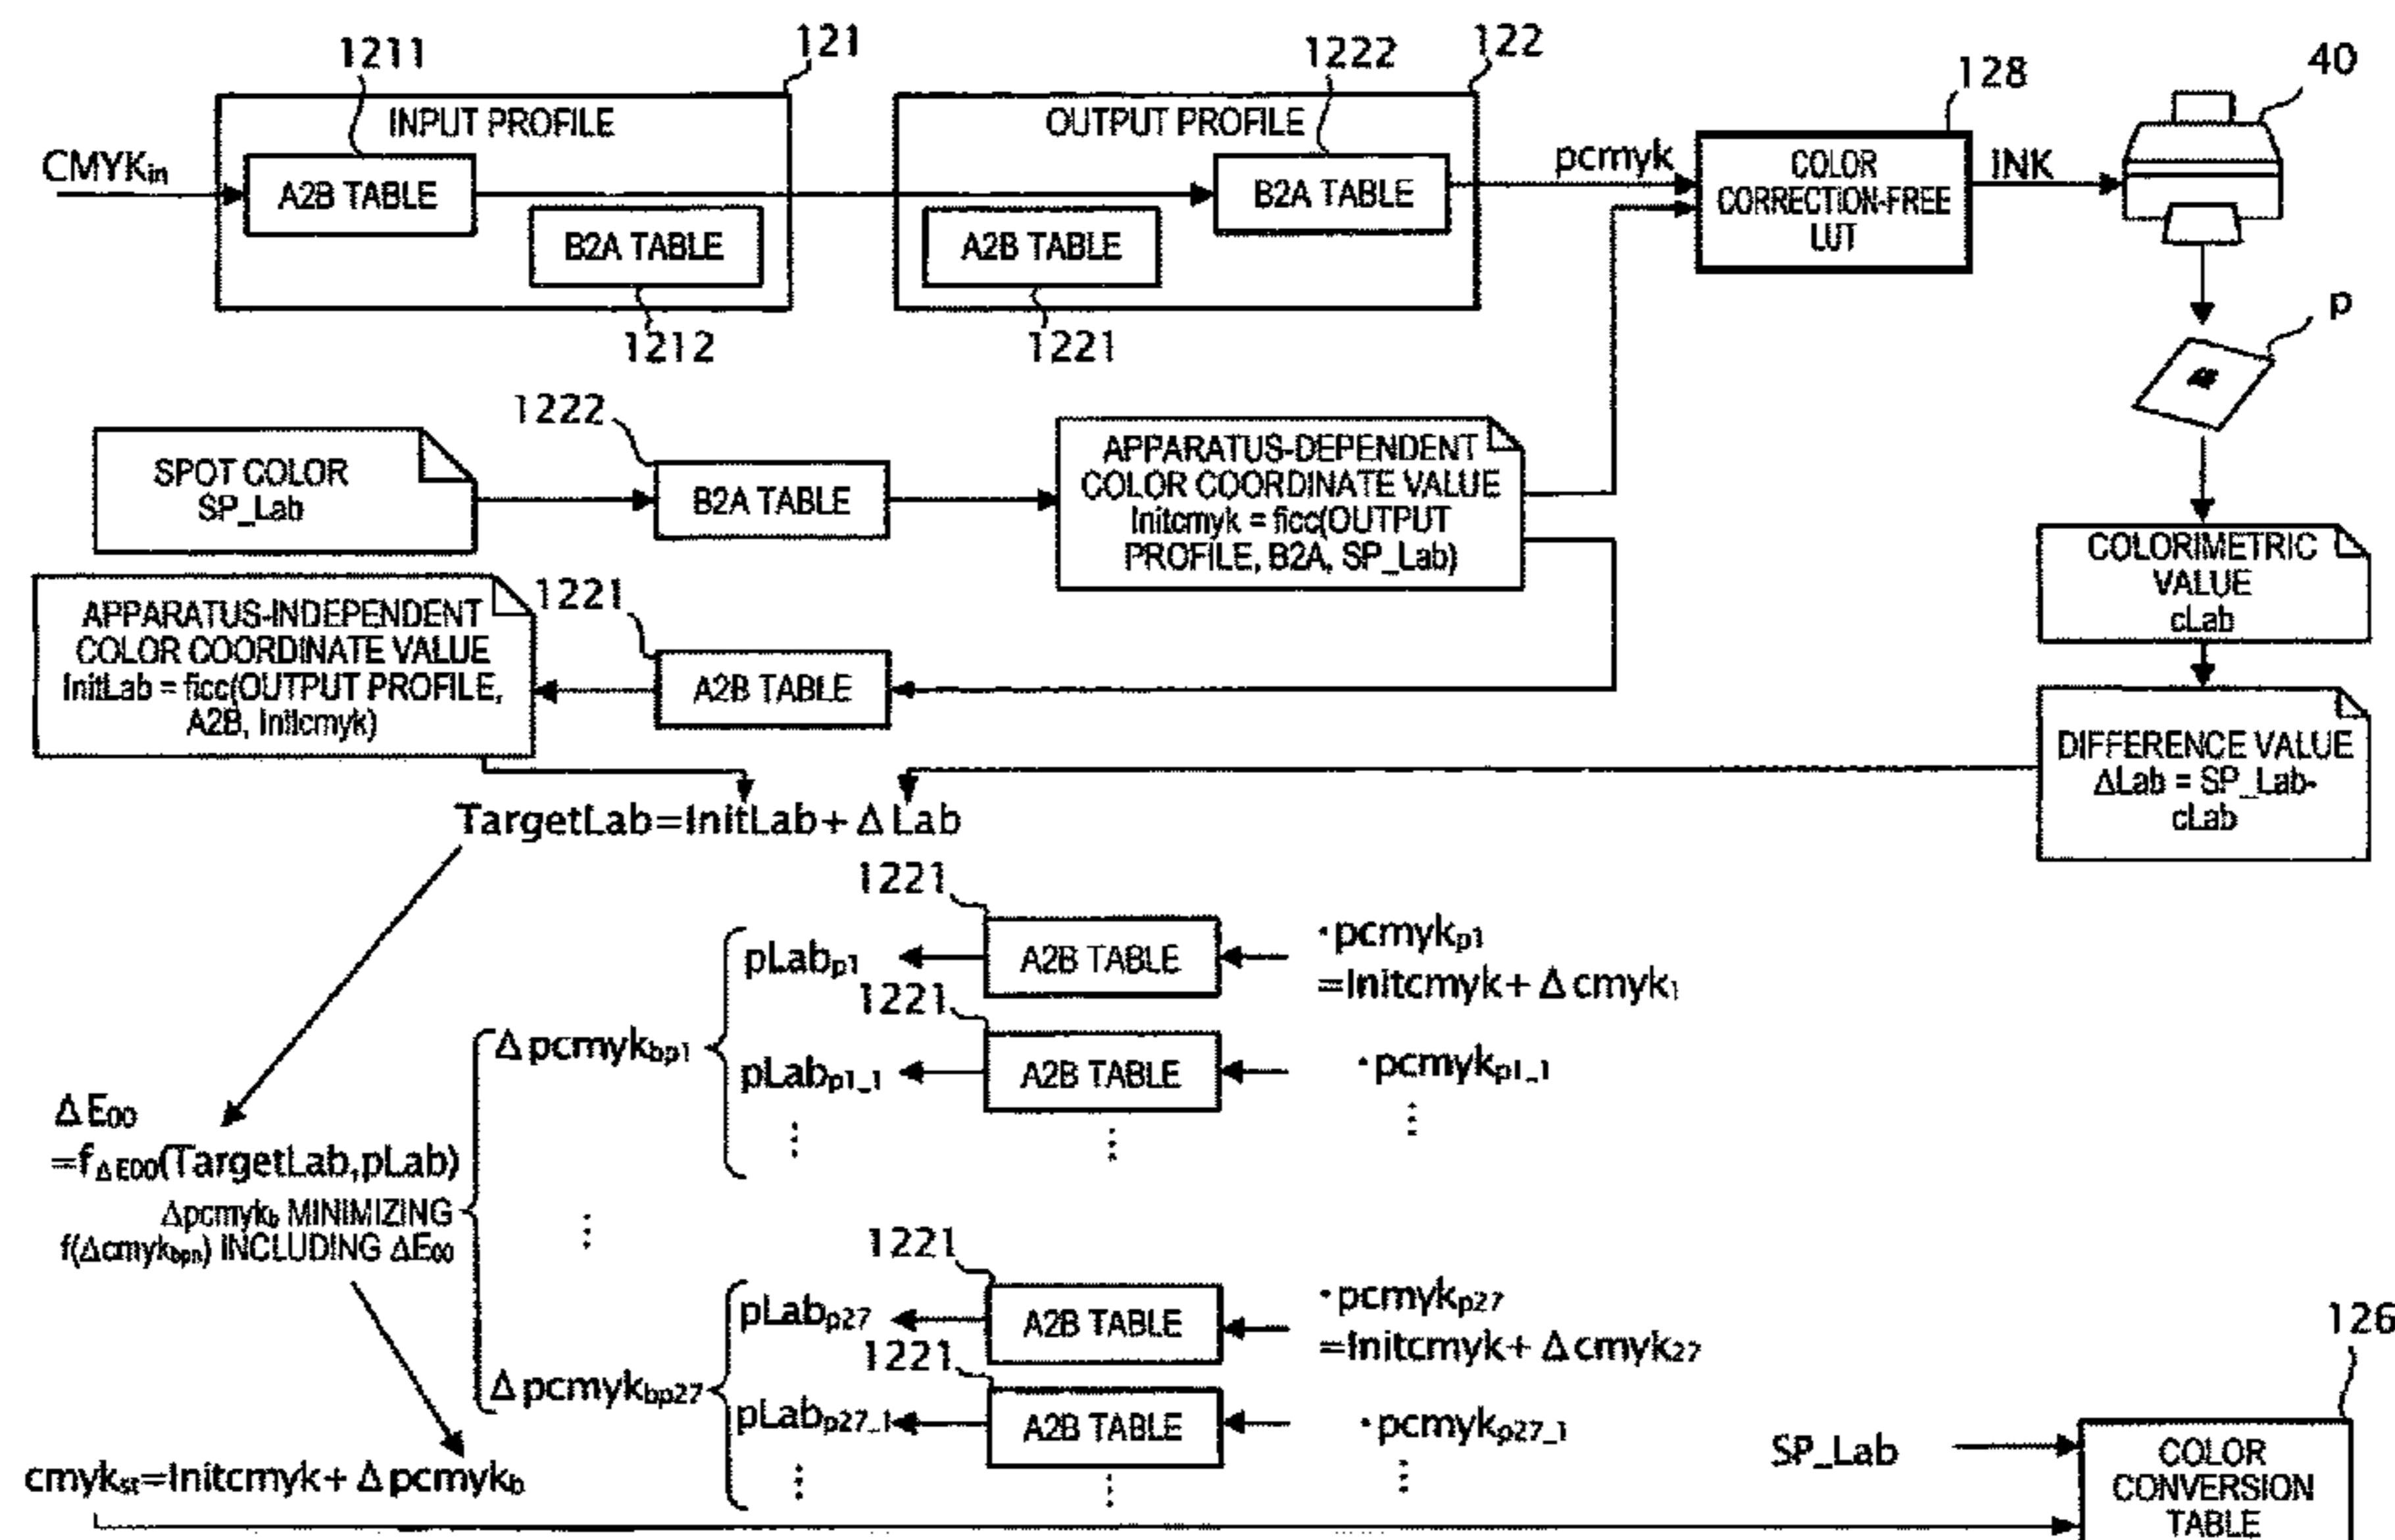 1211
121
1222
122
128
40
INPUT PROFILE
OUTPUT PROFILE
CMYKin
A2B TABLE
B2A TABLE
B2A TABLE
A2B TABLE
pcmyk
COLOR
CORRECTION-FREE
LUT
INK
1212
1221
p
1222
SPOT COLOR
SP_Lab
B2A TABLE
APPARATUS-DEPENDENT
COLOR COORDINATE VALUE
Initcmyk = ficc(OUTPUT
PROFILE, B2A, SP_Lab)
COLORIMETRIC
VALUE
cLab
APPARATUS-INDEPENDENT
COLOR COORDINATE VALUE
InitLab = ficc(OUTPUT PROFILE,
A2B, Initcmyk)
1221
A2B TABLE
DIFFERENCE VALUE
ΔLab = SP_Lab-
cLab
TargetLab=InitLab+ΔLab
1221
pLabp1
A2B TABLE
·pcmykp1
=Initcmyk+Δcmyk1
1221
Δpcmykbp1
pLabp1_1
A2B TABLE
·pcmykp1_1
ΔE00
=fΔE00(TargetLab,pLab)
Δpcmykb MINIMIZING
f(Δcmykbpn) INCLUDING ΔE00
1221
pLabp27
A2B TABLE
·pcmykp27
=Initcmyk+Δcmyk27
1221
Δpcmykbp27
pLabp27_1
A2B TABLE
·pcmykp27_1
126
SP_Lab
COLOR
CONVERSION
TABLE
cmykst=Initcmyk+Δpcmykb